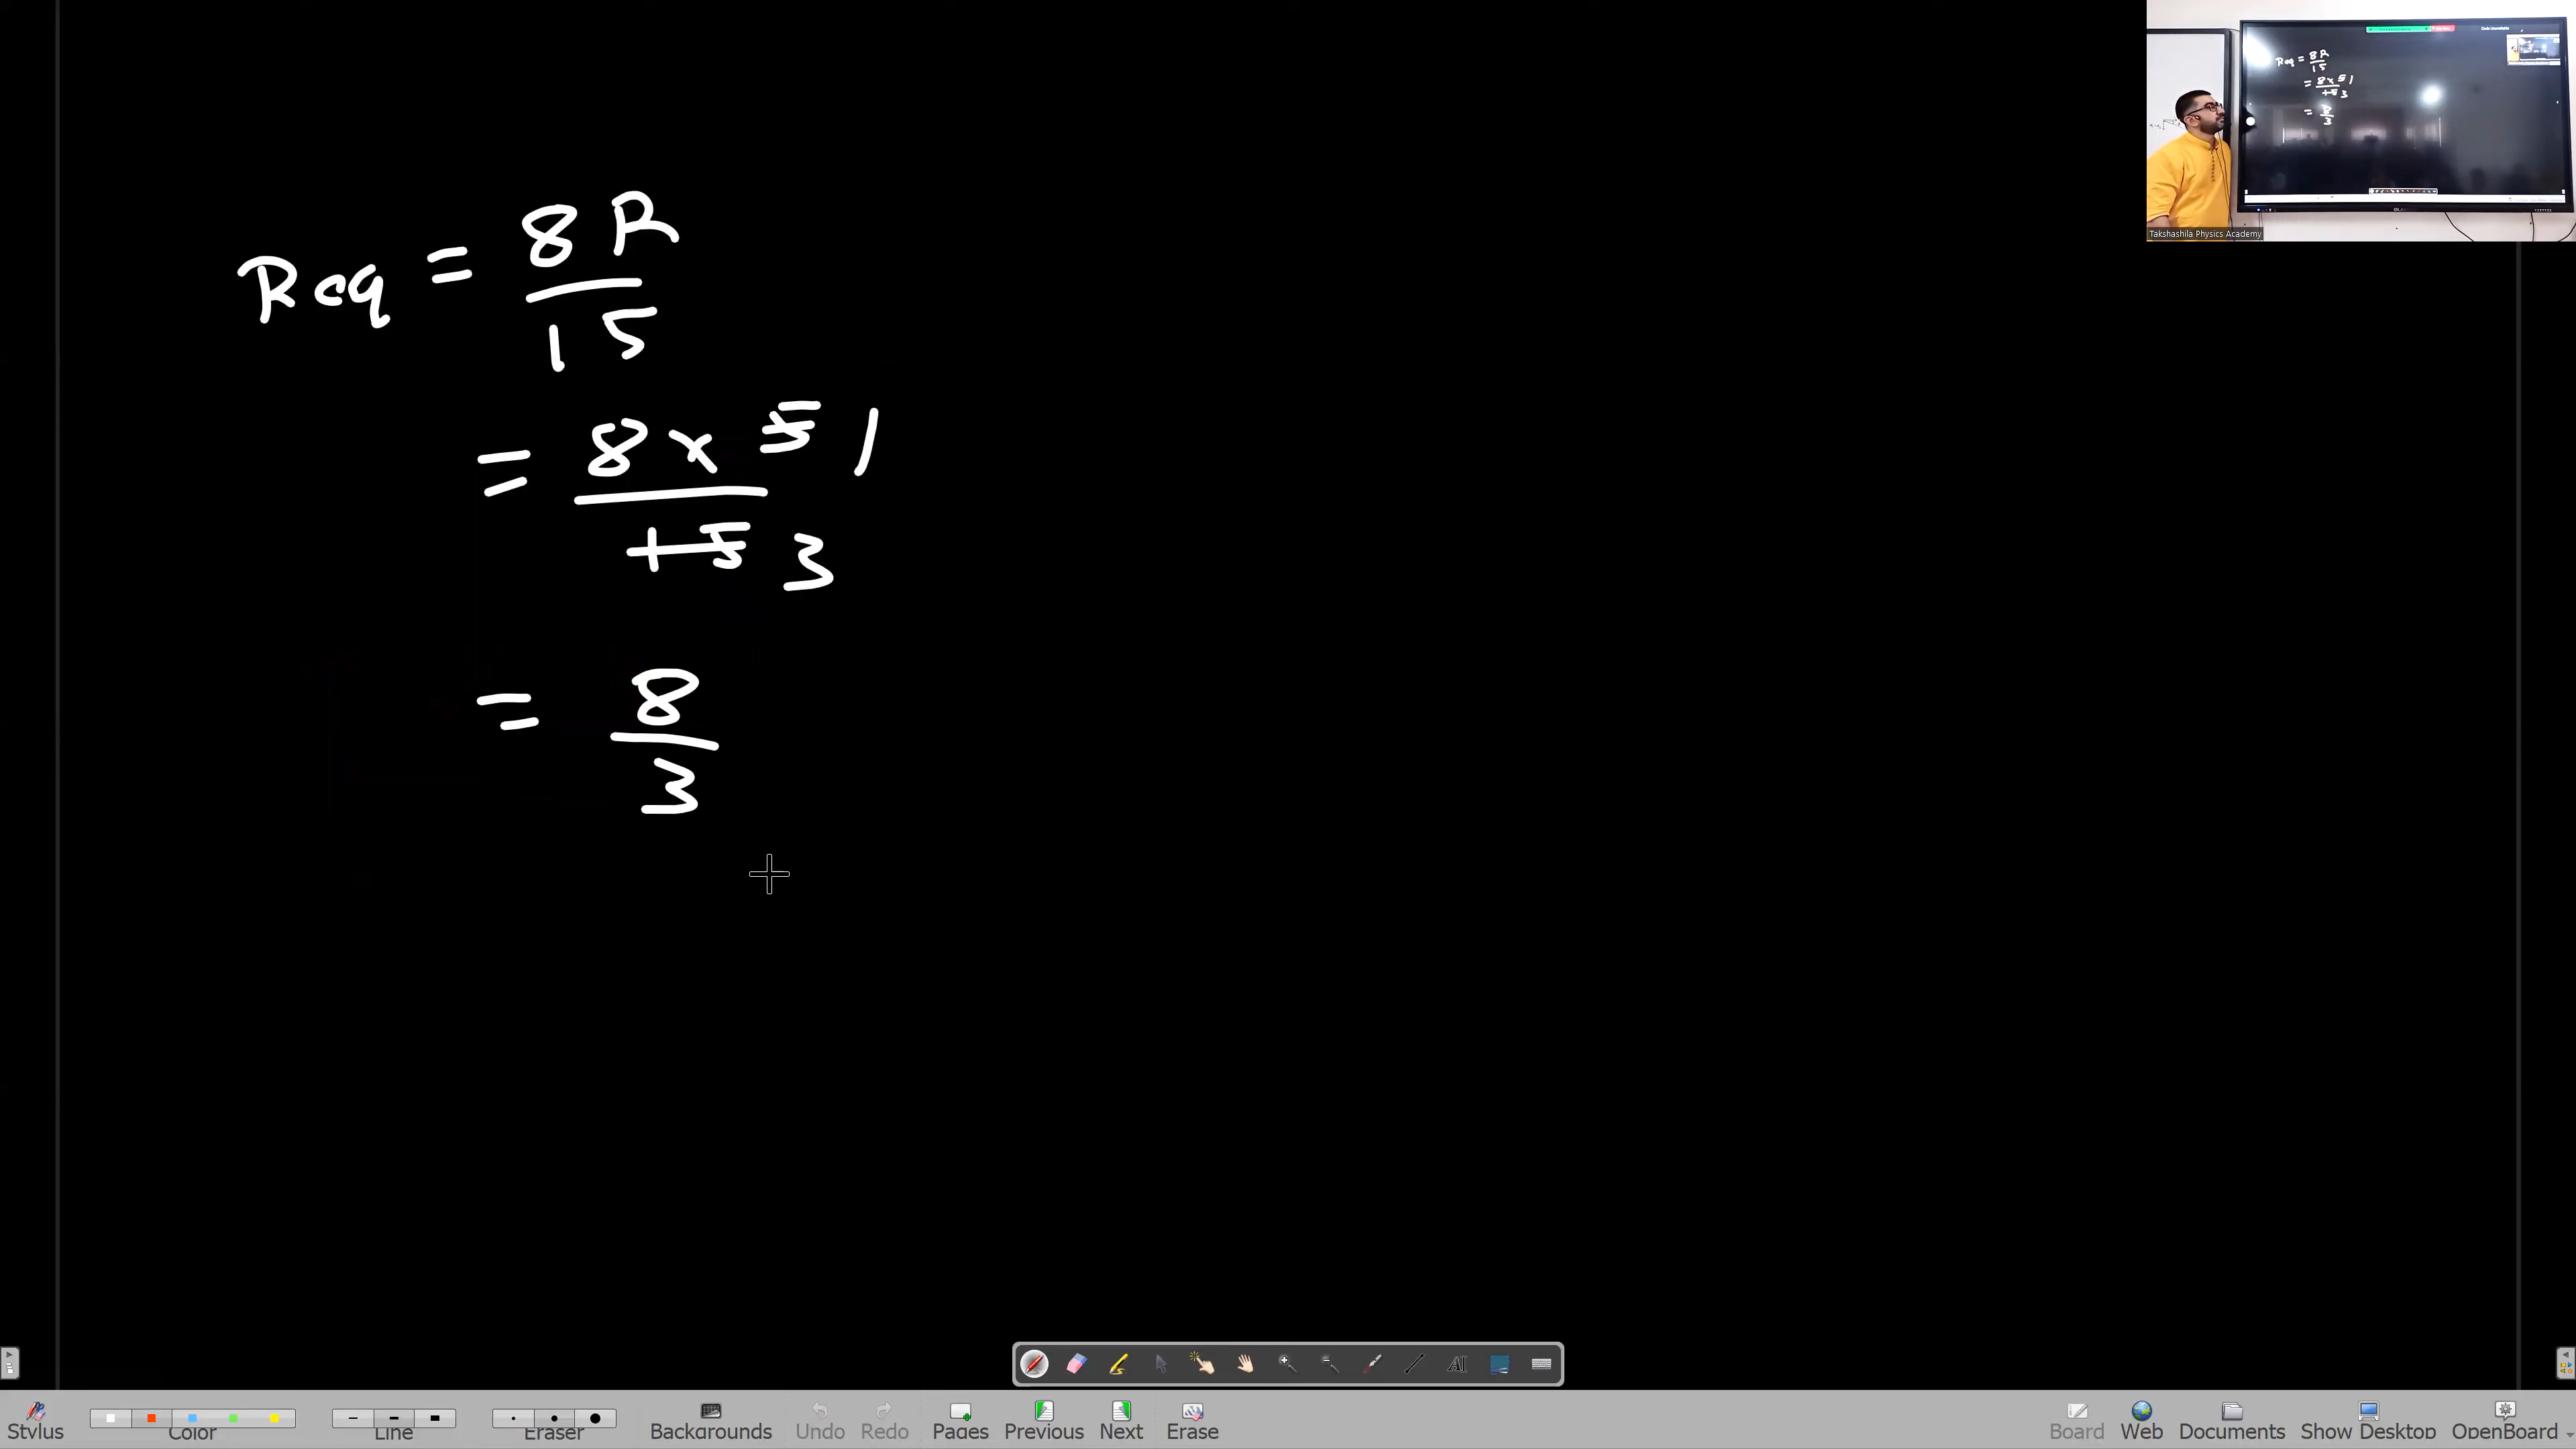 Req = 8R/15
= 8 x 5 1 / 15 3
= 8/3
Takshashila Physics Academy
Stylus Color Line Eraser Backgrounds Undo Redo Pages Previous Next Erase Board Web Documents Show Desktop OpenBoard